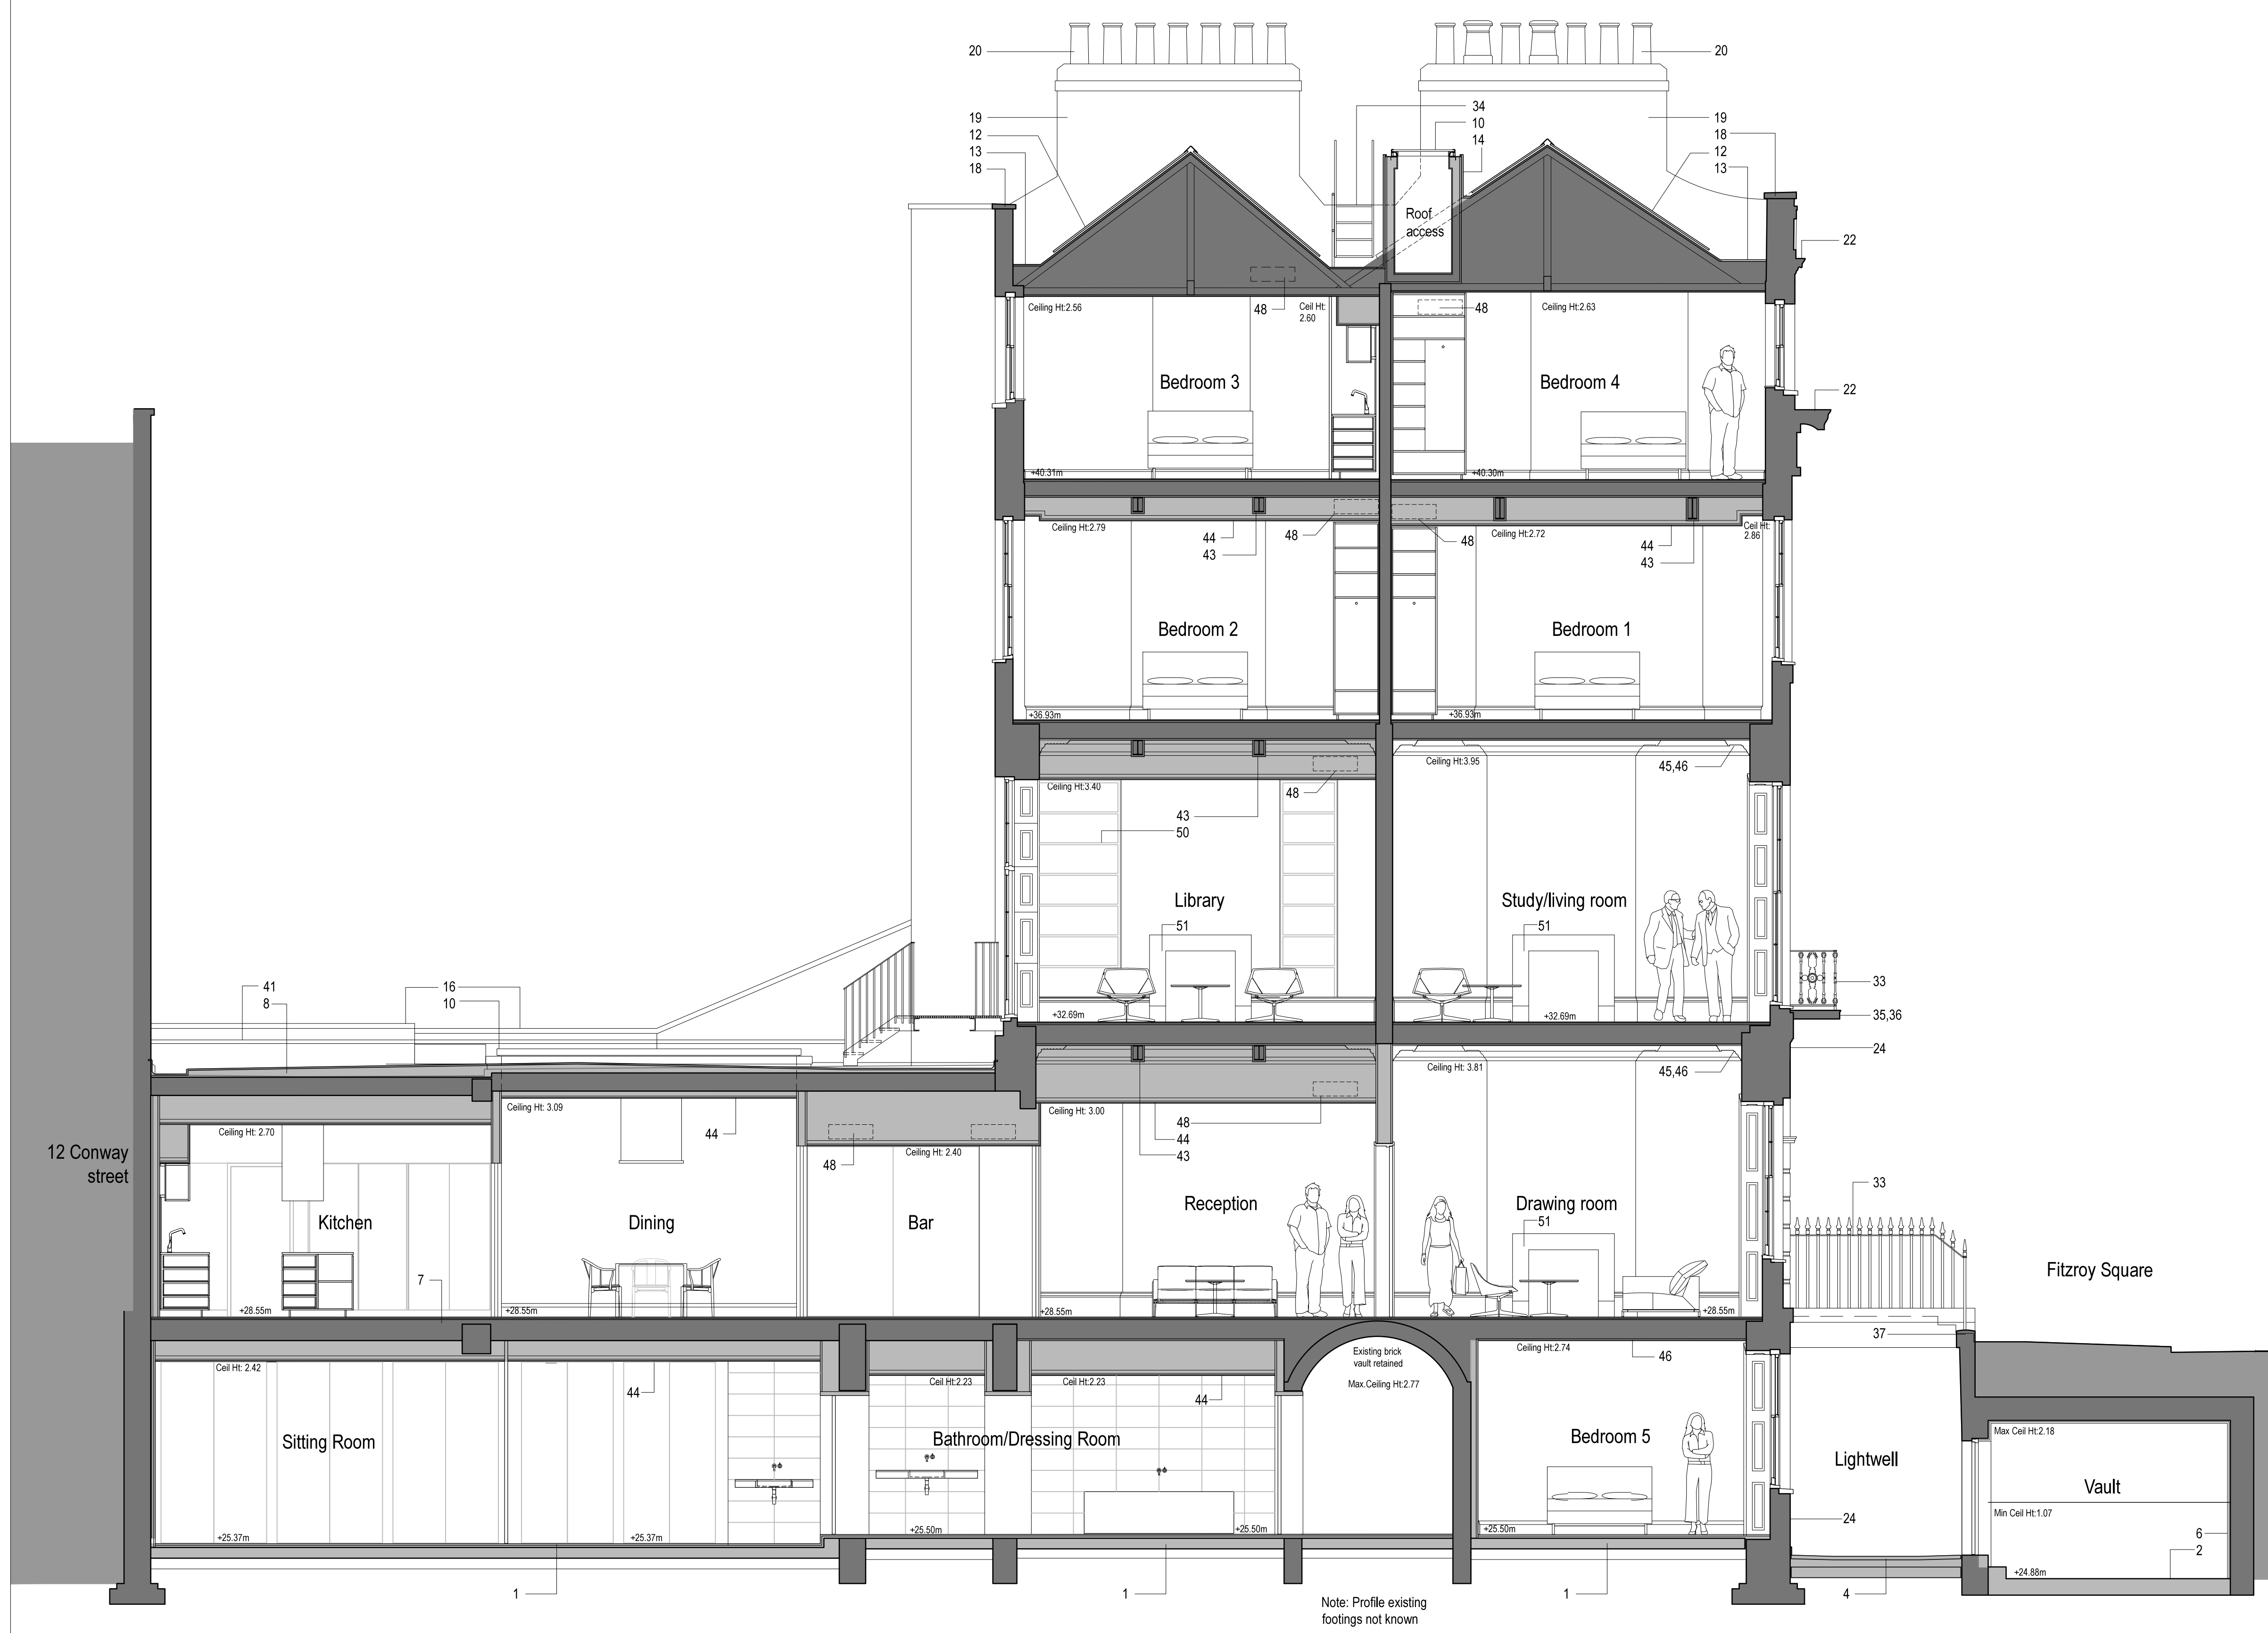 20
20
34
10
14
19
12
13
18
19
18
12
13
Roof
access
22
Ceiling Ht:2.56
48
Ceil Ht:
2.60
48
Ceiling Ht:2.63
Bedroom 3
Bedroom 4
22
+40.31m
+40.30m
Ceiling Ht:2.79
44
43
48
48
Ceiling Ht:2.72
44
43
Ceil Ht:
2.86
Bedroom 2
Bedroom 1
+36.93m
+36.93m
Ceiling Ht:3.40
48
43
50
Ceiling Ht:3.95
45,46
Library
51
Study/living room
51
33
+32.69m
+32.69m
35,36
24
41
8
16
10
Ceiling Ht: 3.81
45,46
12 Conway
street
Ceiling Ht: 2.70
Ceiling Ht: 3.09
44
48
Ceiling Ht: 2.40
Ceiling Ht: 3.00
48
44
43
33
Kitchen
Dining
Bar
Reception
Drawing room
51
Fitzroy Square
7
+28.55m
+28.55m
+28.55m
+28.55m
37
Ceil Ht: 2.42
44
Ceil Ht:2.23
Ceil Ht:2.23
44
Existing brick
vault retained
Max.Ceiling Ht:2.77
Ceiling Ht:2.74
46
Sitting Room
Bathroom/Dressing Room
Bedroom 5
Lightwell
Max Ceil Ht:2.18
Vault
Min Ceil Ht:1.07
24
6
2
+25.37m
+25.37m
+25.50m
+25.50m
+25.50m
+24.88m
1
1
1
4
Note: Profile existing
footings not known